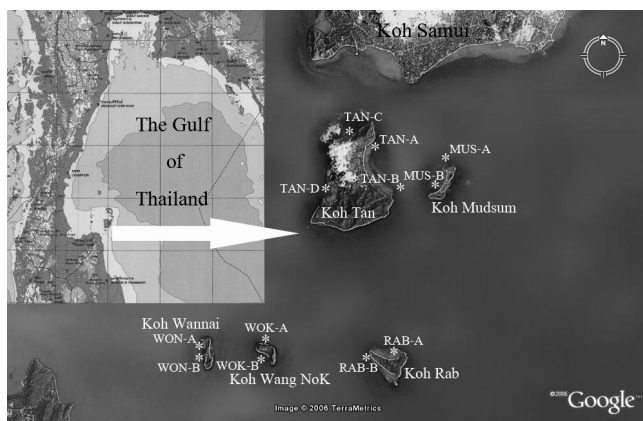 Koh Samui
N
The Gulf
of
Thailand
TAN-C
TAN-A
MUS-A
TAN-B
MUS-B
TAN-D
Koh Tan
Koh Mudsum
Koh Wannai
WOK-A
WON-A
RAB-A
WON-B
WOK-B
RAB-B
Koh Wang NoK
Koh Rab
Image © 2006 TerraMetrics
©2006 Google™